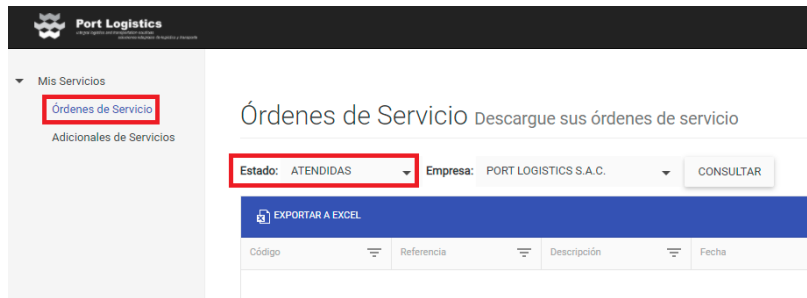 Port Logistics
Mis Servicios
Órdenes de Servicio
Adicionales de Servicios
Órdenes de Servicio Descargue sus órdenes de servicio
Estado: ATENDIDAS Empresa: PORT LOGISTICS S.A.C. CONSULTAR
EXPORTAR A EXCEL
Código Referencia Descripción Fecha